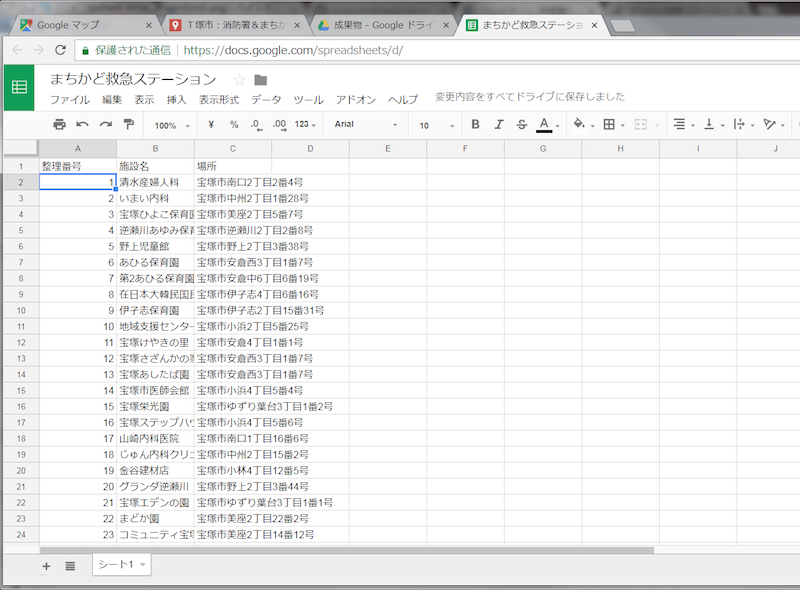 Google マップ
T塚市：消防署＆まちか
成果物 - Google ドライ
まちかど救急ステーショ
保護された通信 | https://docs.google.com/spreadsheets/d/
まちかど救急ステーション
ファイル 編集 表示 挿入 表示形式 データ ツール アドオン ヘルプ 変更内容をすべてドライブに保存しました
100% ¥ % .0 .00 123 Arial 10 B I S A
A B C D E F G H I J
1 整理番号 施設名 場所
2 1 清水産婦人科 宝塚市南口2丁目2番4号
3 2 いまい内科 宝塚市中州2丁目1番28号
4 3 宝塚ひよこ保育園 宝塚市美座2丁目5番7号
5 4 逆瀬川あゆみ保育 宝塚市逆瀬川2丁目2番8号
6 5 野上児童館 宝塚市野上2丁目3番38号
7 6 あひる保育園 宝塚市安倉西3丁目1番7号
8 7 第2あひる保育園 宝塚市安倉中6丁目6番19号
9 8 在日本大韓民国民 宝塚市伊子志4丁目6番16号
10 9 伊子志保育園 宝塚市伊子志2丁目15番31号
11 10 地域支援センター 宝塚市小浜2丁目5番25号
12 11 宝塚けやきの里 宝塚市安倉4丁目1番1号
13 12 宝塚さざんかの 宝塚市安倉西3丁目1番7号
14 13 宝塚あしたば園 宝塚市安倉西3丁目1番7号
15 14 宝塚市医師会館 宝塚市小浜4丁目5番4号
16 15 宝塚栄光園 宝塚市ゆずり葉台3丁目1番2号
17 16 宝塚ステップハウ 宝塚市小浜4丁目5番6号
18 17 山崎内科医院 宝塚市南口1丁目16番6号
19 18 じゅん内科クリニ 宝塚市中州2丁目15番2号
20 19 金谷建材店 宝塚市小林4丁目12番5号
21 20 グランダ逆瀬川 宝塚市野上2丁目3番44号
22 21 宝塚エデンの園 宝塚市ゆずり葉台3丁目1番1号
23 22 まどか園 宝塚市美座2丁目22番2号
24 23 コミュニティ宝塚 宝塚市美座2丁目14番12号
シート1